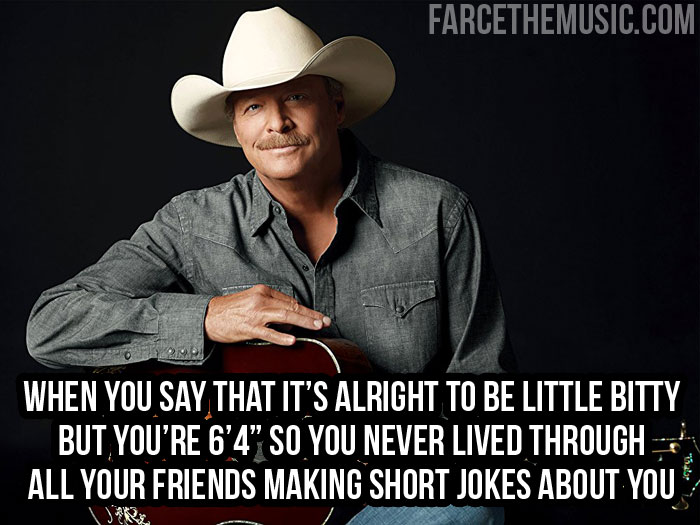 FARCETHEMUSIC.COM
WHEN YOU SAY THAT IT'S ALRIGHT TO BE LITTLE BITTY
BUT YOU'RE 6'4" SO YOU NEVER LIVED THROUGH
ALL YOUR FRIENDS MAKING SHORT JOKES ABOUT YOU